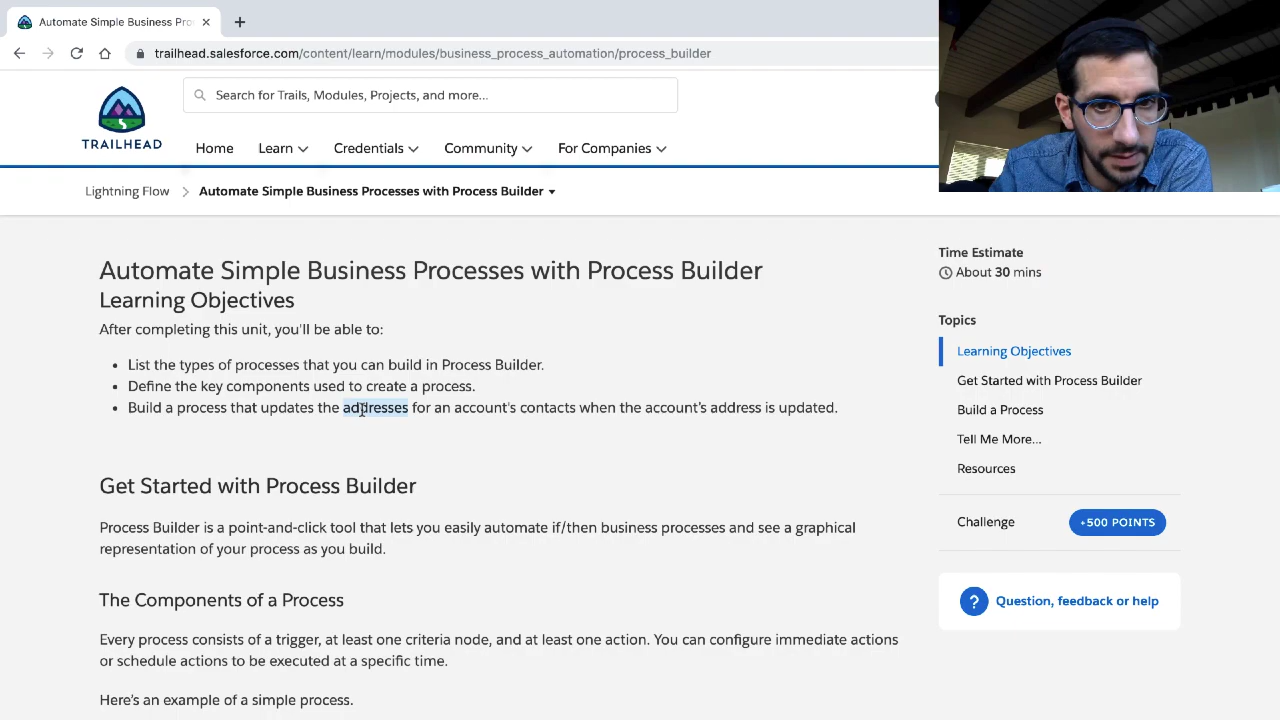 Automate Simple Business Pro
trailhead.salesforce.com/content/learn/modules/business_process_automation/process_builder
TRAILHEAD
Search for Trails, Modules, Projects, and more...
Home Learn Credentials Community For Companies
Lightning Flow Automate Simple Business Processes with Process Builder
Automate Simple Business Processes with Process Builder
Learning Objectives
After completing this unit, you'll be able to:
• List the types of processes that you can build in Process Builder.
• Define the key components used to create a process.
• Build a process that updates the addresses for an account's contacts when the account's address is updated.
Get Started with Process Builder
Process Builder is a point-and-click tool that lets you easily automate if/then business processes and see a graphical
representation of your process as you build.
The Components of a Process
Every process consists of a trigger, at least one criteria node, and at least one action. You can configure immediate actions
or schedule actions to be executed at a specific time.
Here's an example of a simple process.
Time Estimate
About 30 mins
Topics
Learning Objectives
Get Started with Process Builder
Build a Process
Tell Me More...
Resources
Challenge +500 POINTS
? Question, feedback or help